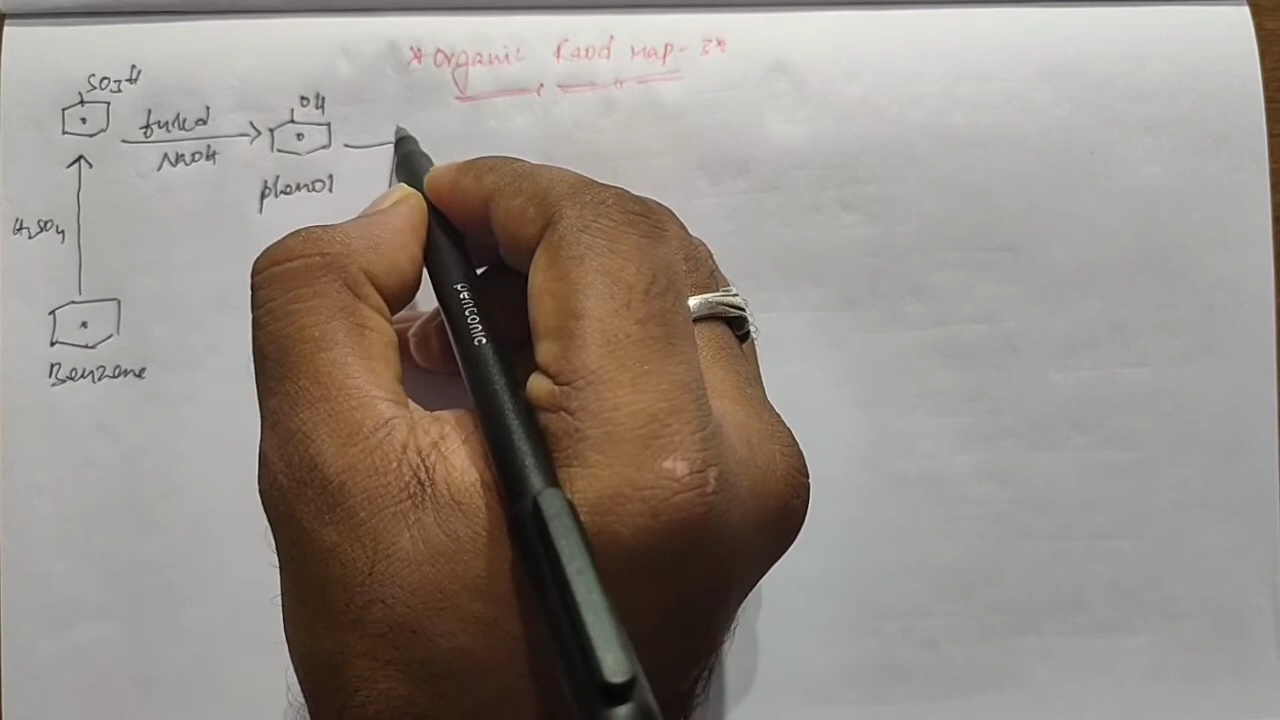 *Organic Road Map-3*
SO3H
fused
NaOH
OH
phenol
H2SO4
Benzene
penconic